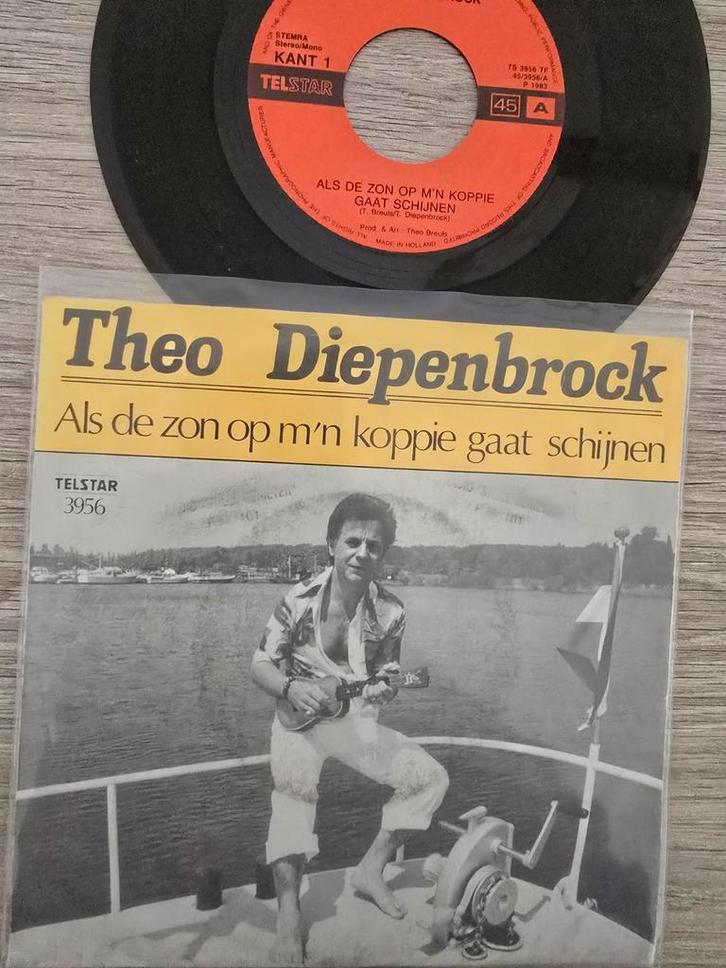 STEMRA
Stereo/Mono
KANT 1
TELSTAR
TS 3956 TF
45/3956/A
P 1983
45 A
ALS DE ZON OP M'N KOPPIE
GAAT SCHIJNEN
(T. Breuls/T. Diepenbrock)
Prod. & Arr.: Theo Breuls
MADE IN HOLLAND
Theo Diepenbrock
Als de zon op m'n koppie gaat schijnen
TELSTAR
3956